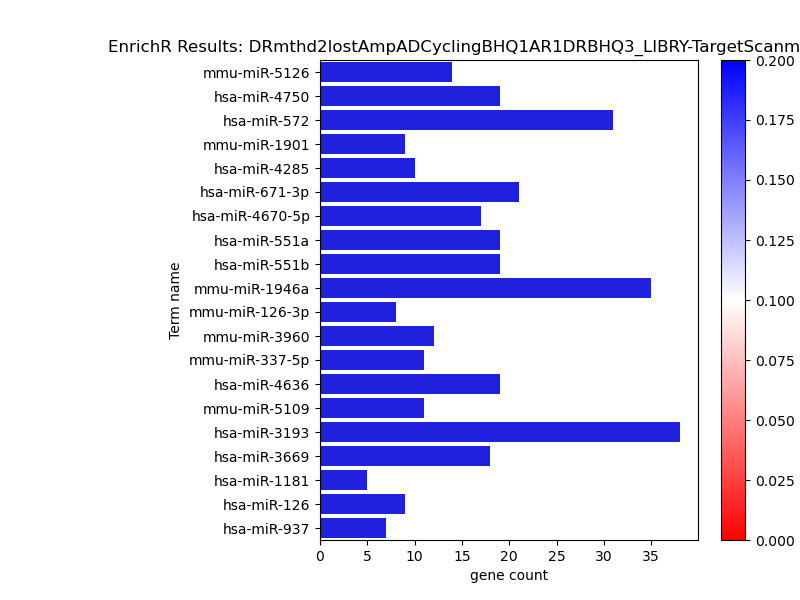 EnrichR Results: DRmthd2lostAmpADCyclingBHQ1AR1DRBHQ3_LIBRY-TargetScanm
mmu-miR-5126
hsa-miR-4750
hsa-miR-572
mmu-miR-1901
hsa-miR-4285
hsa-miR-671-3p
hsa-miR-4670-5p
hsa-miR-551a
hsa-miR-551b
mmu-miR-1946a
mmu-miR-126-3p
mmu-miR-3960
mmu-miR-337-5p
hsa-miR-4636
mmu-miR-5109
hsa-miR-3193
hsa-miR-3669
hsa-miR-1181
hsa-miR-126
hsa-miR-937
Term name
0 5 10 15 20 25 30 35
gene count
0.200
0.175
0.150
0.125
0.100
0.075
0.050
0.025
0.000